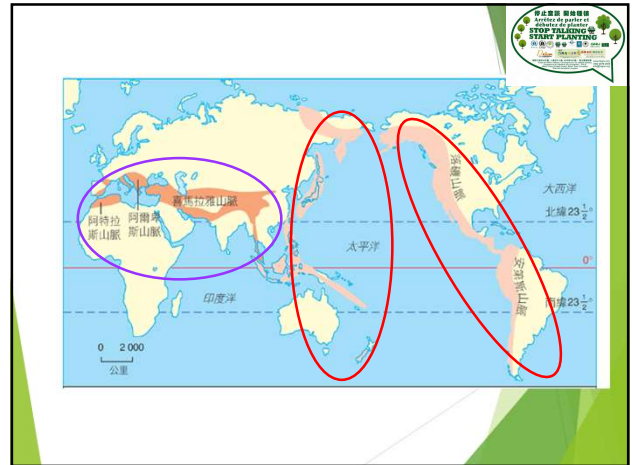 停止空談 開始種植
Arrêtez de parler et
débutez de planter
STOP TALKING
START PLANTING
喜馬拉雅山脈
阿特拉
斯山脈
阿爾卑
斯山脈
洛磯山脈
大西洋
北緯23½°
太平洋
0°
印度洋
安第斯山脈
南緯23½°
0 2 000
公里